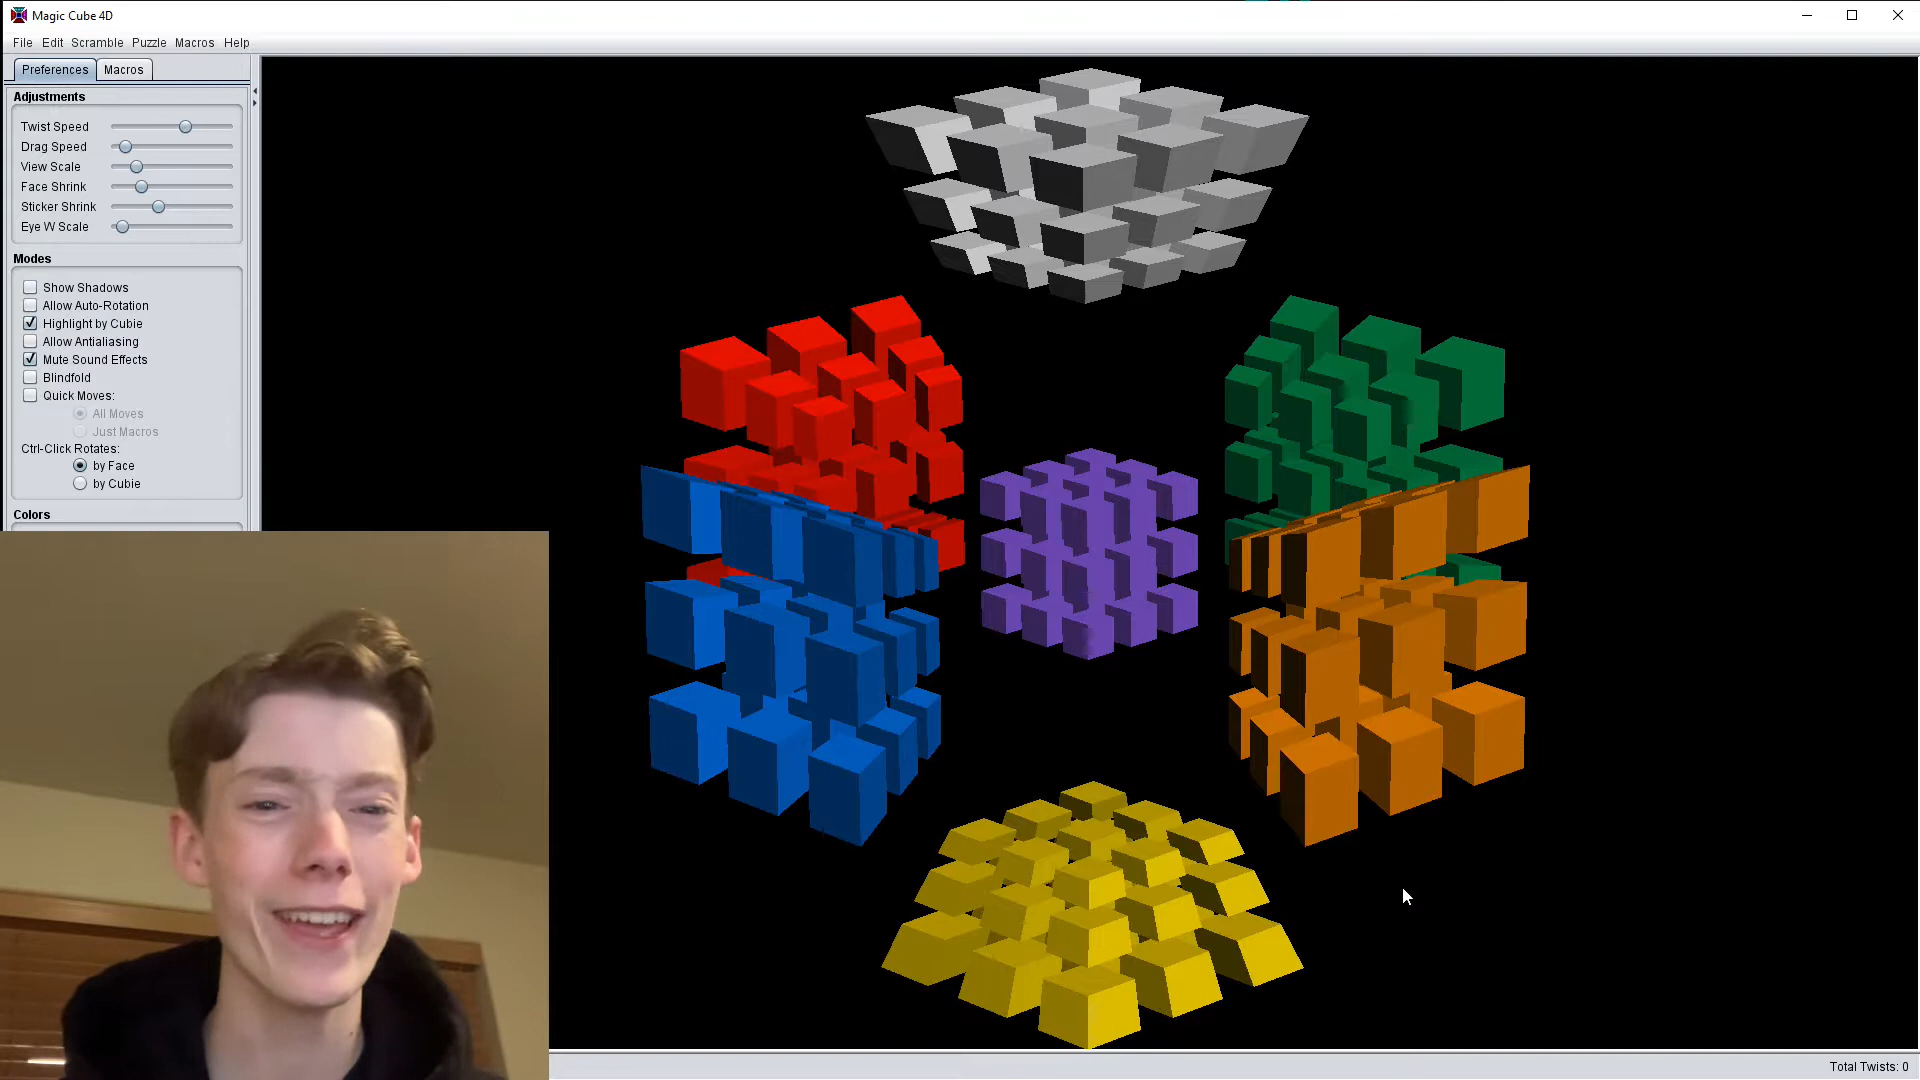 Magic Cube 4D
File Edit Scramble Puzzle Macros Help
Preferences Macros
Adjustments
Twist Speed
Drag Speed
View Scale
Face Shrink
Sticker Shrink
Eye W Scale
Modes
Show Shadows
Allow Auto-Rotation
Highlight by Cubie
Allow Antialiasing
Mute Sound Effects
Blindfold
Quick Moves:
All Moves
Just Macros
Ctrl-Click Rotates:
by Face
by Cubie
Colors
Total Twists: 0